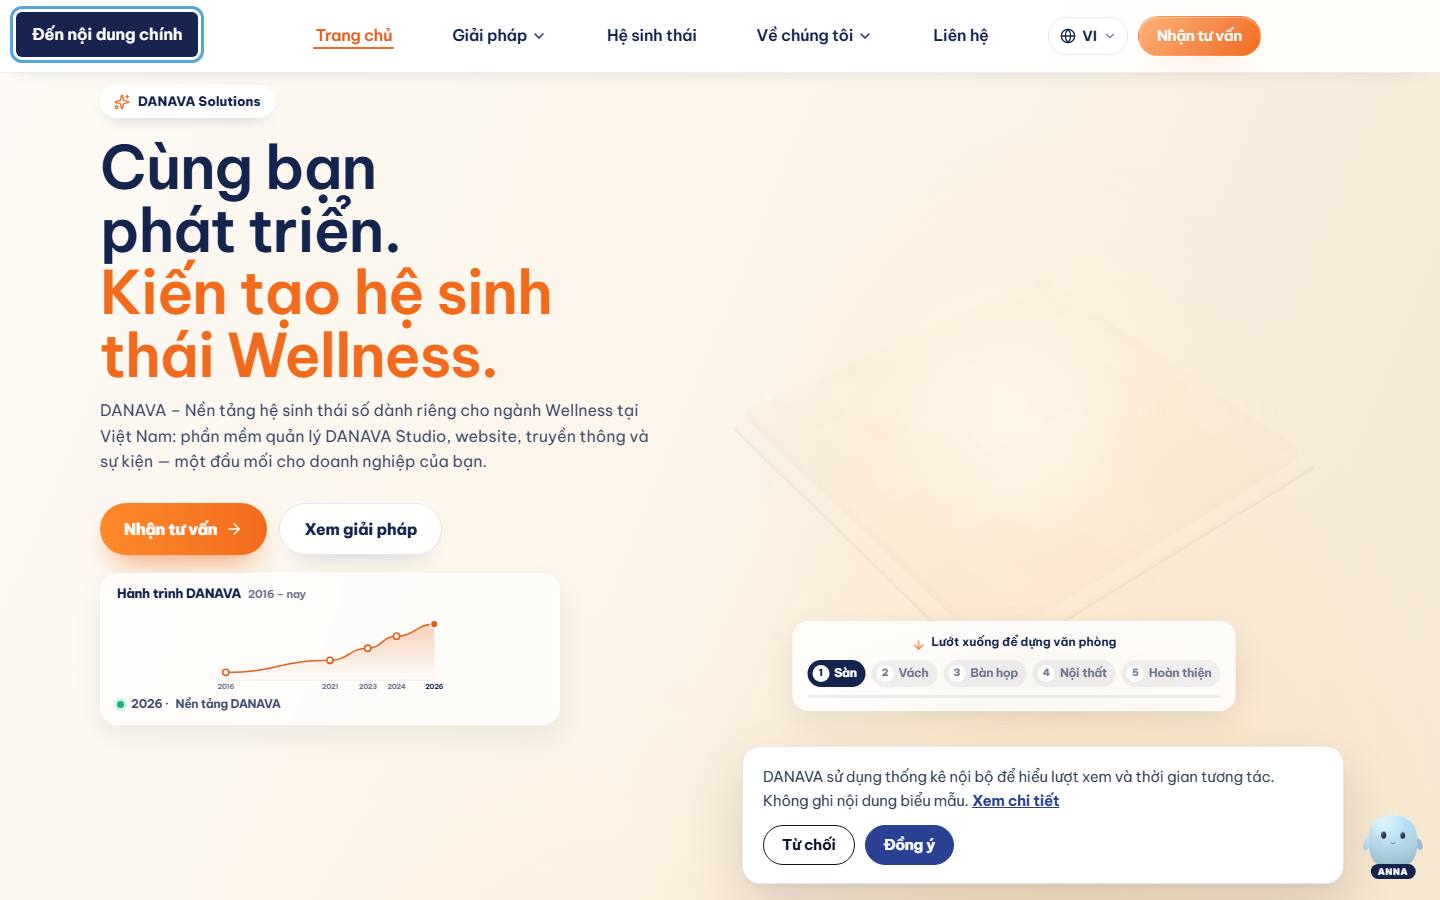 Đến nội dung chính
Trang chủ
Giải pháp
Hệ sinh thái
Về chúng tôi
Liên hệ
VI
Nhận tư vấn
DANAVA Solutions
Cùng bạn
phát triển.
Kiến tạo hệ sinh
thái Wellness.
DANAVA – Nền tảng hệ sinh thái số dành riêng cho ngành Wellness tại
Việt Nam: phần mềm quản lý DANAVA Studio, website, truyền thông và
sự kiện — một đầu mối cho doanh nghiệp của bạn.
Nhận tư vấn
Xem giải pháp
Hành trình DANAVA 2016 – nay
2016 2021 2023 2024 2026
2026 · Nền tảng DANAVA
Lướt xuống để dựng văn phòng
1 Sàn 2 Vách 3 Bàn họp 4 Nội thất 5 Hoàn thiện
DANAVA sử dụng thống kê nội bộ để hiểu lượt xem và thời gian tương tác.
Không ghi nội dung biểu mẫu. Xem chi tiết
Từ chối
Đồng ý
ANNA